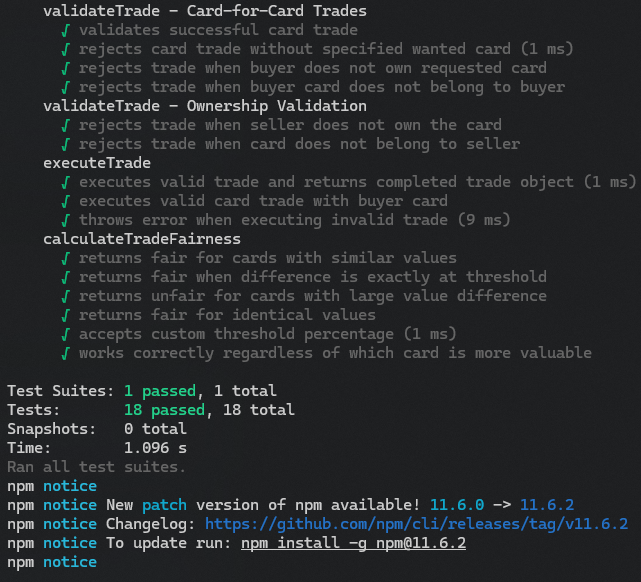 validateTrade - Card-for-Card Trades
√ validates successful card trade
√ rejects card trade without specified wanted card (1 ms)
√ rejects trade when buyer does not own requested card
√ rejects trade when buyer card does not belong to buyer
validateTrade - Ownership Validation
√ rejects trade when seller does not own the card
√ rejects trade when card does not belong to seller
executeTrade
√ executes valid trade and returns completed trade object (1 ms)
√ executes valid card trade with buyer card
√ throws error when executing invalid trade (9 ms)
calculateTradeFairness
√ returns fair for cards with similar values
√ returns fair when difference is exactly at threshold
√ returns unfair for cards with large value difference
√ returns fair for identical values
√ accepts custom threshold percentage (1 ms)
√ works correctly regardless of which card is more valuable
Test Suites: 1 passed, 1 total
Tests: 18 passed, 18 total
Snapshots: 0 total
Time: 1.096 s
Ran all test suites.
npm notice
npm notice New patch version of npm available! 11.6.0 -> 11.6.2
npm notice Changelog: https://github.com/npm/cli/releases/tag/v11.6.2
npm notice To update run: npm install -g npm@11.6.2
npm notice